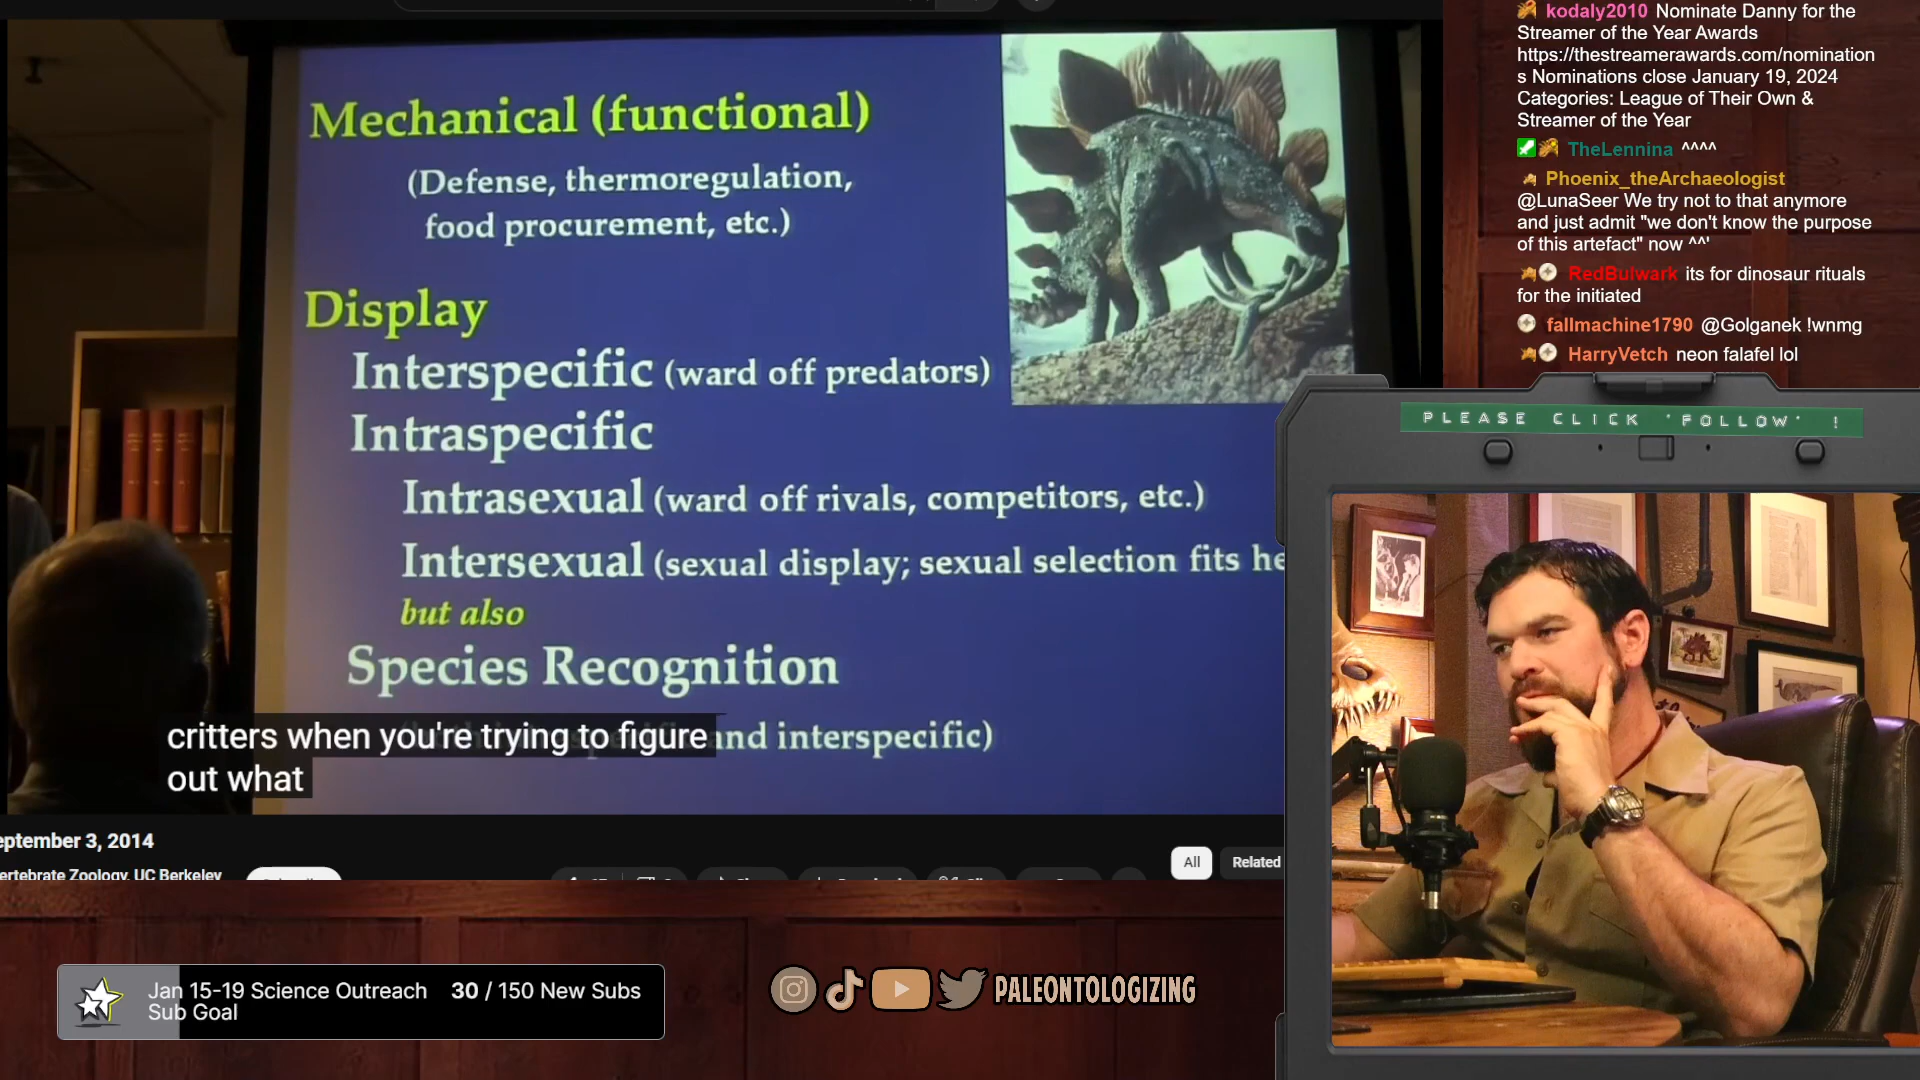 Mechanical (functional)
(Defense, thermoregulation,
food procurement, etc.)
Display
Interspecific (ward off predators)
Intraspecific
Intrasexual (ward off rivals, competitors, etc.)
Intersexual (sexual display; sexual selection fits he
but also
Species Recognition
and interspecific)
critters when you're trying to figure
out what
eptember 3, 2014
ertebrate Zoology, UC Berkeley
All
Related
kodaly2010 Nominate Danny for the
Streamer of the Year Awards
https://thestreamerawards.com/nomination
s Nominations close January 19, 2024
Categories: League of Their Own &
Streamer of the Year
TheLennina ^^^^
Phoenix_theArchaeologist
@LunaSeer We try not to that anymore
and just admit "we don't know the purpose
of this artefact" now ^^'
RedBulwark its for dinosaur rituals
for the initiated
fallmachine1790 @Golganek !wnmg
HarryVetch neon falafel lol
PLEASE CLICK 'FOLLOW' !
Jan 15-19 Science Outreach
Sub Goal
30 / 150 New Subs
PALEONTOLOGIZING